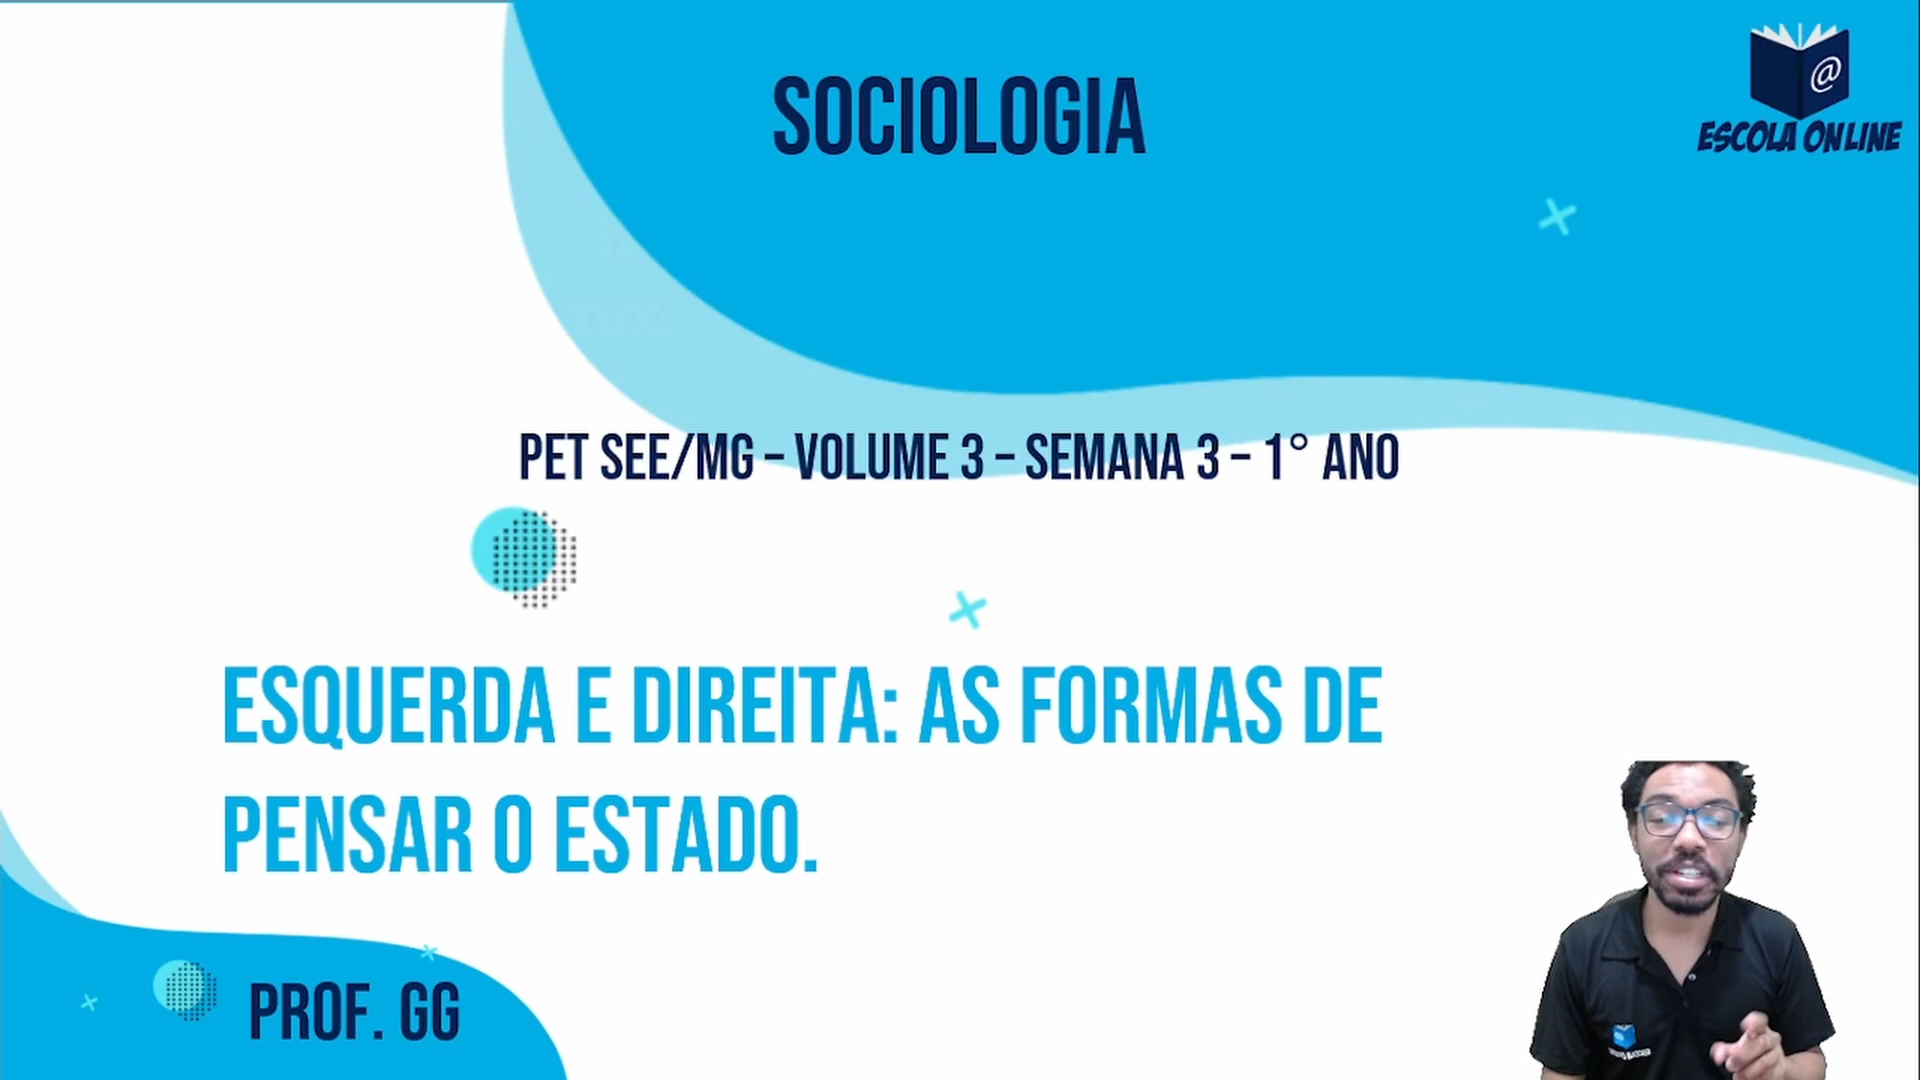 SOCIOLOGIA
@
ESCOLA ONLINE
PET SEE/MG – VOLUME 3 – SEMANA 3 – 1° ANO
ESQUERDA E DIREITA: AS FORMAS DE
PENSAR O ESTADO.
PROF. GG